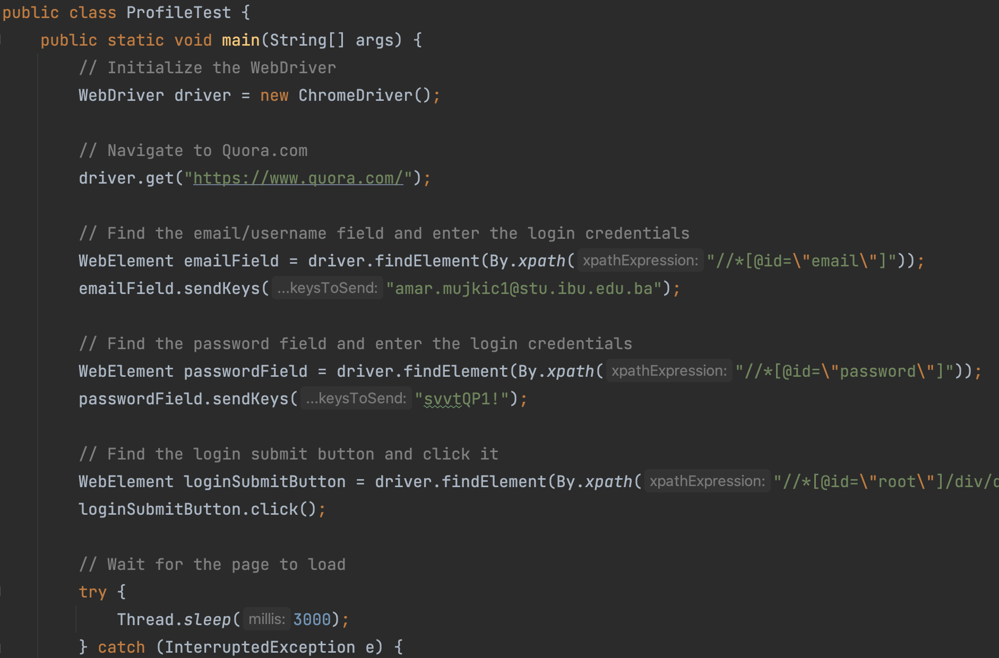 public class ProfileTest {
public static void main(String[] args) {
// Initialize the WebDriver
WebDriver driver = new ChromeDriver();
// Navigate to Quora.com
driver.get("https://www.quora.com/");
// Find the email/username field and enter the login credentials
WebElement emailField = driver.findElement(By.xpath( xpathExpression: "//*[@id=\"email\"]"));
emailField.sendKeys( ...keysToSend: "amar.mujkic1@stu.ibu.edu.ba");
// Find the password field and enter the login credentials
WebElement passwordField = driver.findElement(By.xpath( xpathExpression: "//*[@id=\"password\"]"));
passwordField.sendKeys( ...keysToSend: "svvtQP1!");
// Find the login submit button and click it
WebElement loginSubmitButton = driver.findElement(By.xpath( xpathExpression: "//*[@id=\"root\"]/div/
loginSubmitButton.click();
// Wait for the page to load
try {
Thread.sleep( millis: 3000);
} catch (InterruptedException e) {